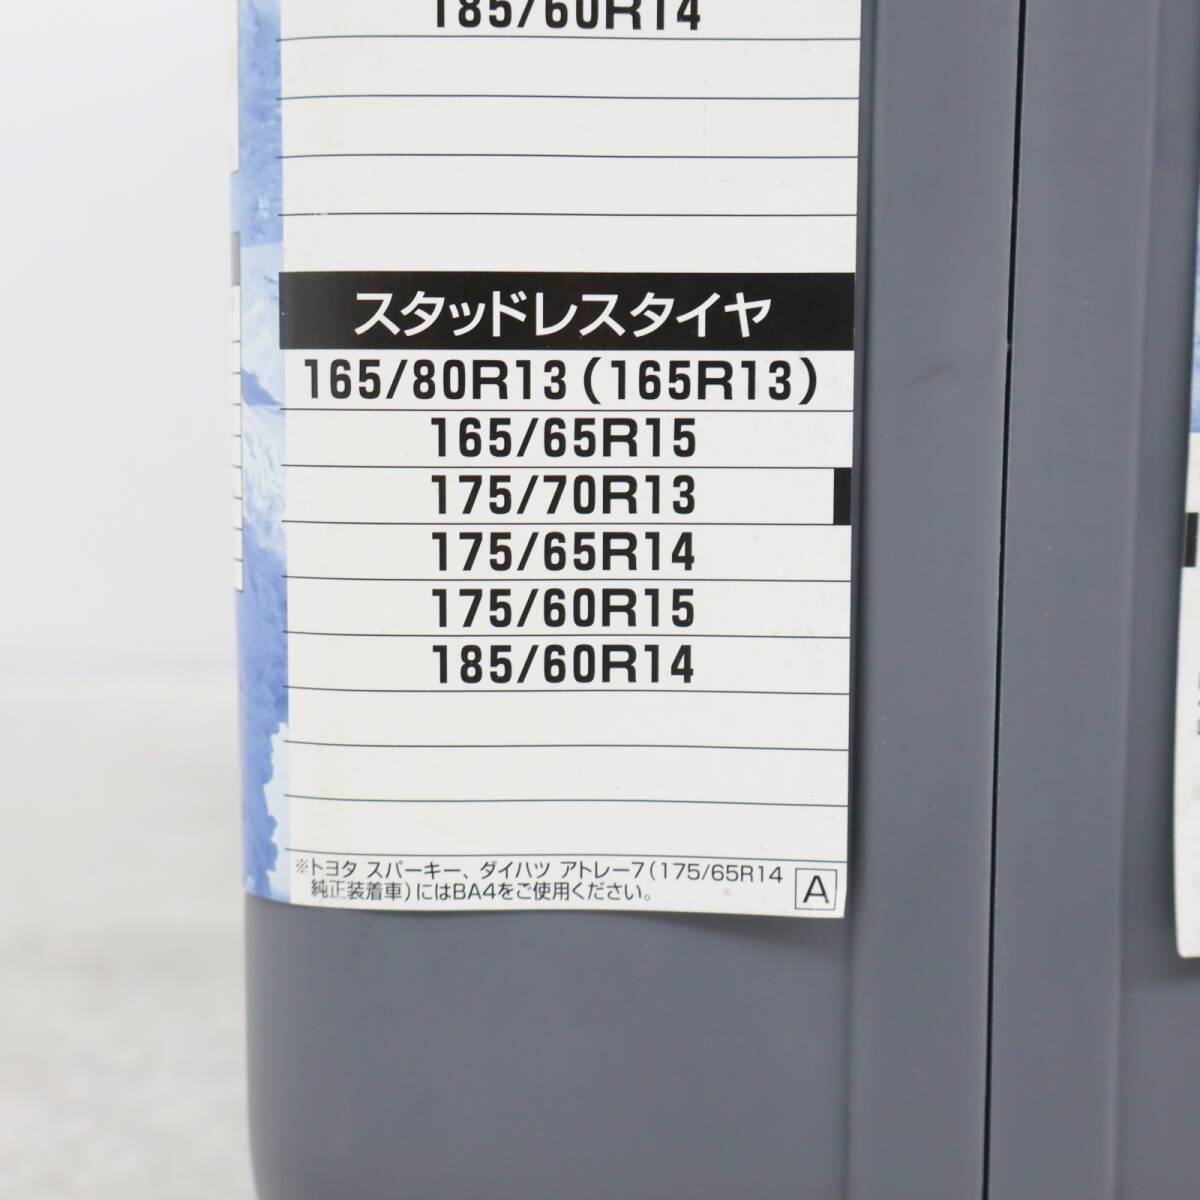 185/60R14
スタッドレスタイヤ
165/80R13(165R13)
165/65R15
175/70R13
175/65R14
175/60R15
185/60R14
※トヨタ スパーキー、ダイハツ アトレー7(175/65R14
純正装着車)にはBA4をご使用ください。
A